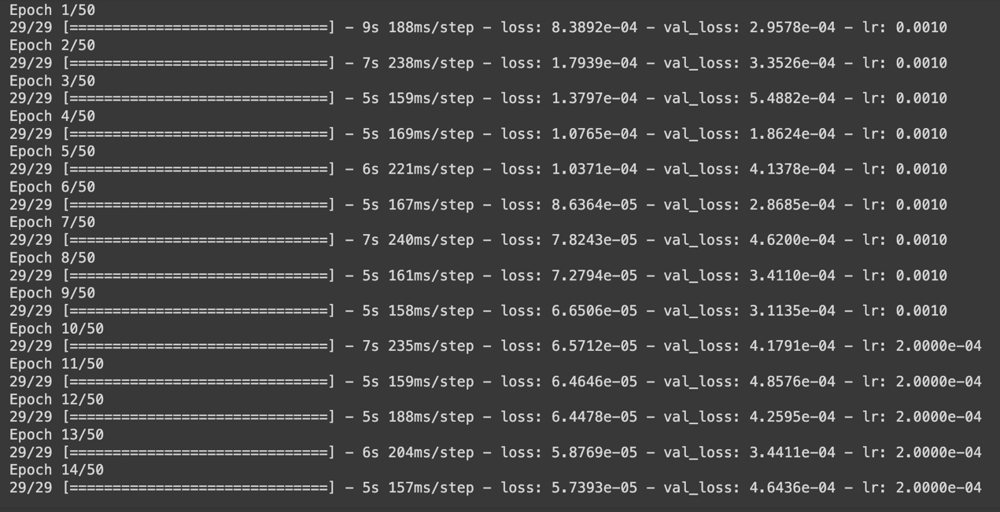 Epoch 1/50
29/29 [==============================] - 9s 188ms/step - loss: 8.3892e-04 - val_loss: 2.9578e-04 - lr: 0.0010
Epoch 2/50
29/29 [==============================] - 7s 238ms/step - loss: 1.7939e-04 - val_loss: 3.3526e-04 - lr: 0.0010
Epoch 3/50
29/29 [==============================] - 5s 159ms/step - loss: 1.3797e-04 - val_loss: 5.4882e-04 - lr: 0.0010
Epoch 4/50
29/29 [==============================] - 5s 169ms/step - loss: 1.0765e-04 - val_loss: 1.8624e-04 - lr: 0.0010
Epoch 5/50
29/29 [==============================] - 6s 221ms/step - loss: 1.0371e-04 - val_loss: 4.1378e-04 - lr: 0.0010
Epoch 6/50
29/29 [==============================] - 5s 167ms/step - loss: 8.6364e-05 - val_loss: 2.8685e-04 - lr: 0.0010
Epoch 7/50
29/29 [==============================] - 7s 240ms/step - loss: 7.8243e-05 - val_loss: 4.6200e-04 - lr: 0.0010
Epoch 8/50
29/29 [==============================] - 5s 161ms/step - loss: 7.2794e-05 - val_loss: 3.4110e-04 - lr: 0.0010
Epoch 9/50
29/29 [==============================] - 5s 158ms/step - loss: 6.6506e-05 - val_loss: 3.1135e-04 - lr: 0.0010
Epoch 10/50
29/29 [==============================] - 7s 235ms/step - loss: 6.5712e-05 - val_loss: 4.1791e-04 - lr: 2.0000e-04
Epoch 11/50
29/29 [==============================] - 5s 159ms/step - loss: 6.4646e-05 - val_loss: 4.8576e-04 - lr: 2.0000e-04
Epoch 12/50
29/29 [==============================] - 5s 188ms/step - loss: 6.4478e-05 - val_loss: 4.2595e-04 - lr: 2.0000e-04
Epoch 13/50
29/29 [==============================] - 6s 204ms/step - loss: 5.8769e-05 - val_loss: 3.4411e-04 - lr: 2.0000e-04
Epoch 14/50
29/29 [==============================] - 5s 157ms/step - loss: 5.7393e-05 - val_loss: 4.6436e-04 - lr: 2.0000e-04